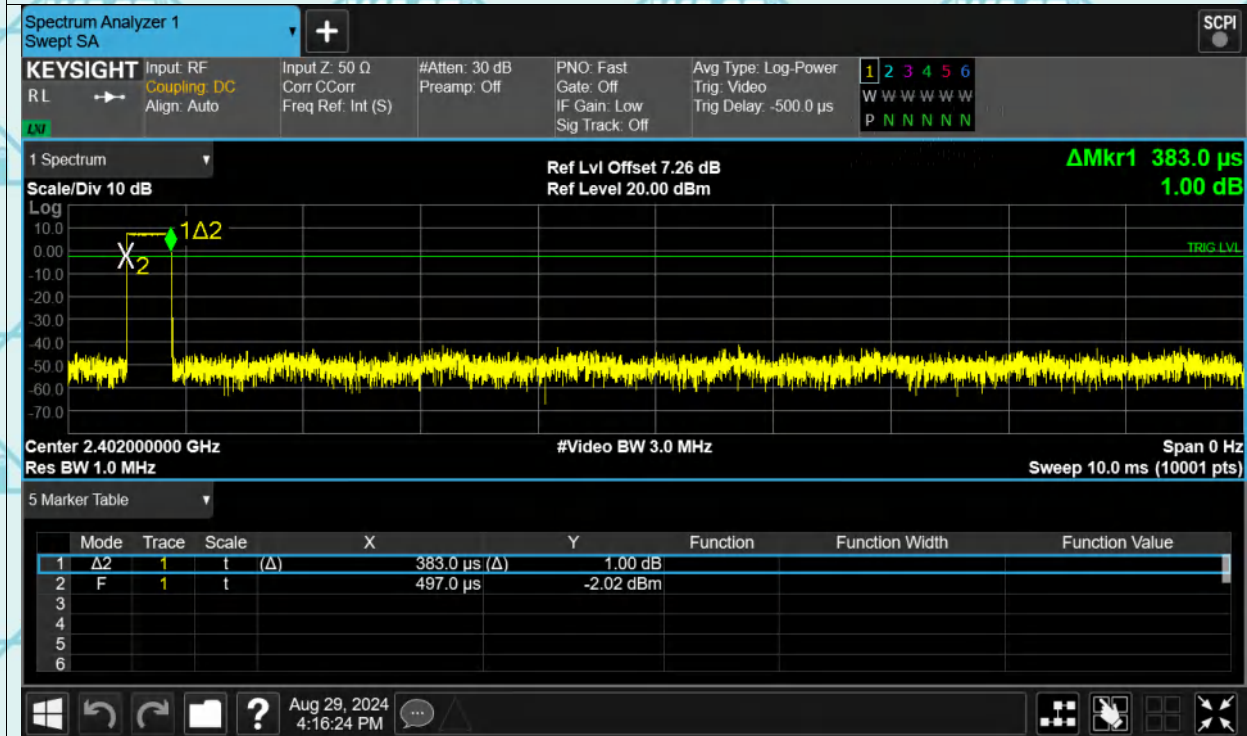 Spectrum Analyzer 1
Swept SA
+
SCPI
KEYSIGHT
RL
LXI
Input: RF
Coupling: DC
Align: Auto
Input Z: 50 Ω
Corr CCorr
Freq Ref: Int (S)
#Atten: 30 dB
Preamp: Off
PNO: Fast
Gate: Off
IF Gain: Low
Sig Track: Off
Avg Type: Log-Power
Trig: Video
Trig Delay: -500.0 µs
1 2 3 4 5 6
W W W W W W
P N N N N N
1 Spectrum
Scale/Div 10 dB
Ref Lvl Offset 7.26 dB
Ref Level 20.00 dBm
ΔMkr1 383.0 µs
1.00 dB
Log
10.0
0.00
-10.0
-20.0
-30.0
-40.0
-50.0
-60.0
-70.0
1Δ2
X2
TRIG LVL
Center 2.402000000 GHz
#Video BW 3.0 MHz
Span 0 Hz
Res BW 1.0 MHz
Sweep 10.0 ms (10001 pts)
5 Marker Table
Mode Trace Scale X Y Function Function Width Function Value
1 Δ2 1 t (Δ) 383.0 µs (Δ) 1.00 dB
2 F 1 t 497.0 µs -2.02 dBm
3
4
5
6
?
Aug 29, 2024
4:16:24 PM